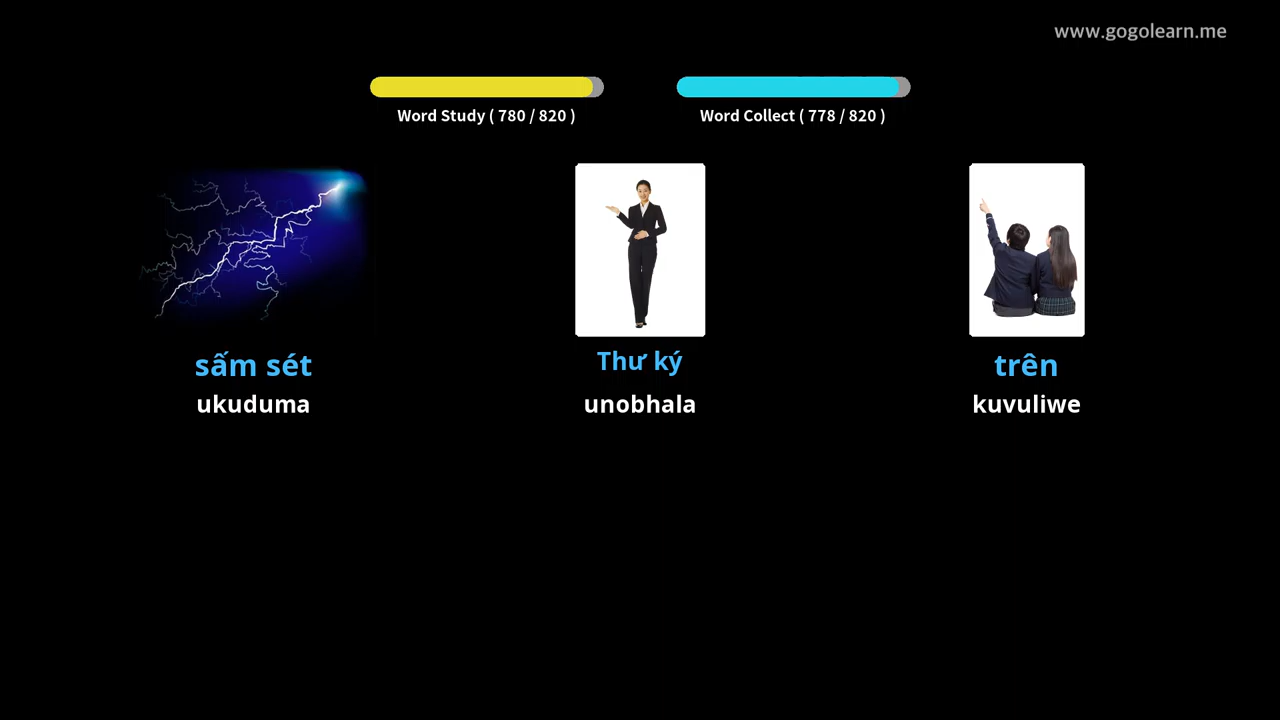 www.gogolearn.me
Word Study ( 780 / 820 )
Word Collect ( 778 / 820 )
sấm sét
Thư ký
trên
ukuduma
unobhala
kuvuliwe